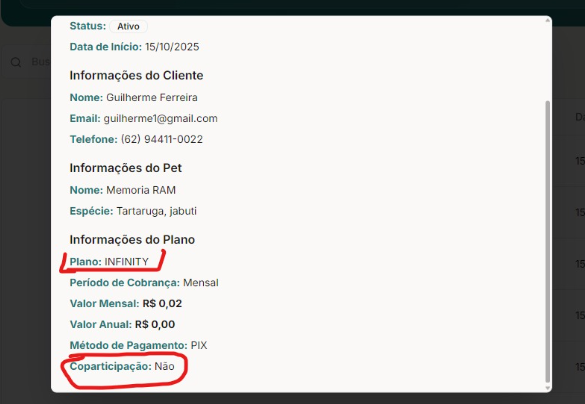 Status: Ativo
Data de Início: 15/10/2025
Bus
Informações do Cliente
Nome: Guilherme Ferreira
Email: guilherme1@gmail.com
Telefone: (62) 94411-0022
Informações do Pet
Nome: Memoria RAM
Espécie: Tartaruga, jabuti
Informações do Plano
Plano: INFINITY
Período de Cobrança: Mensal
Valor Mensal: R$ 0,02
Valor Anual: R$ 0,00
Método de Pagamento: PIX
Coparticipação: Não